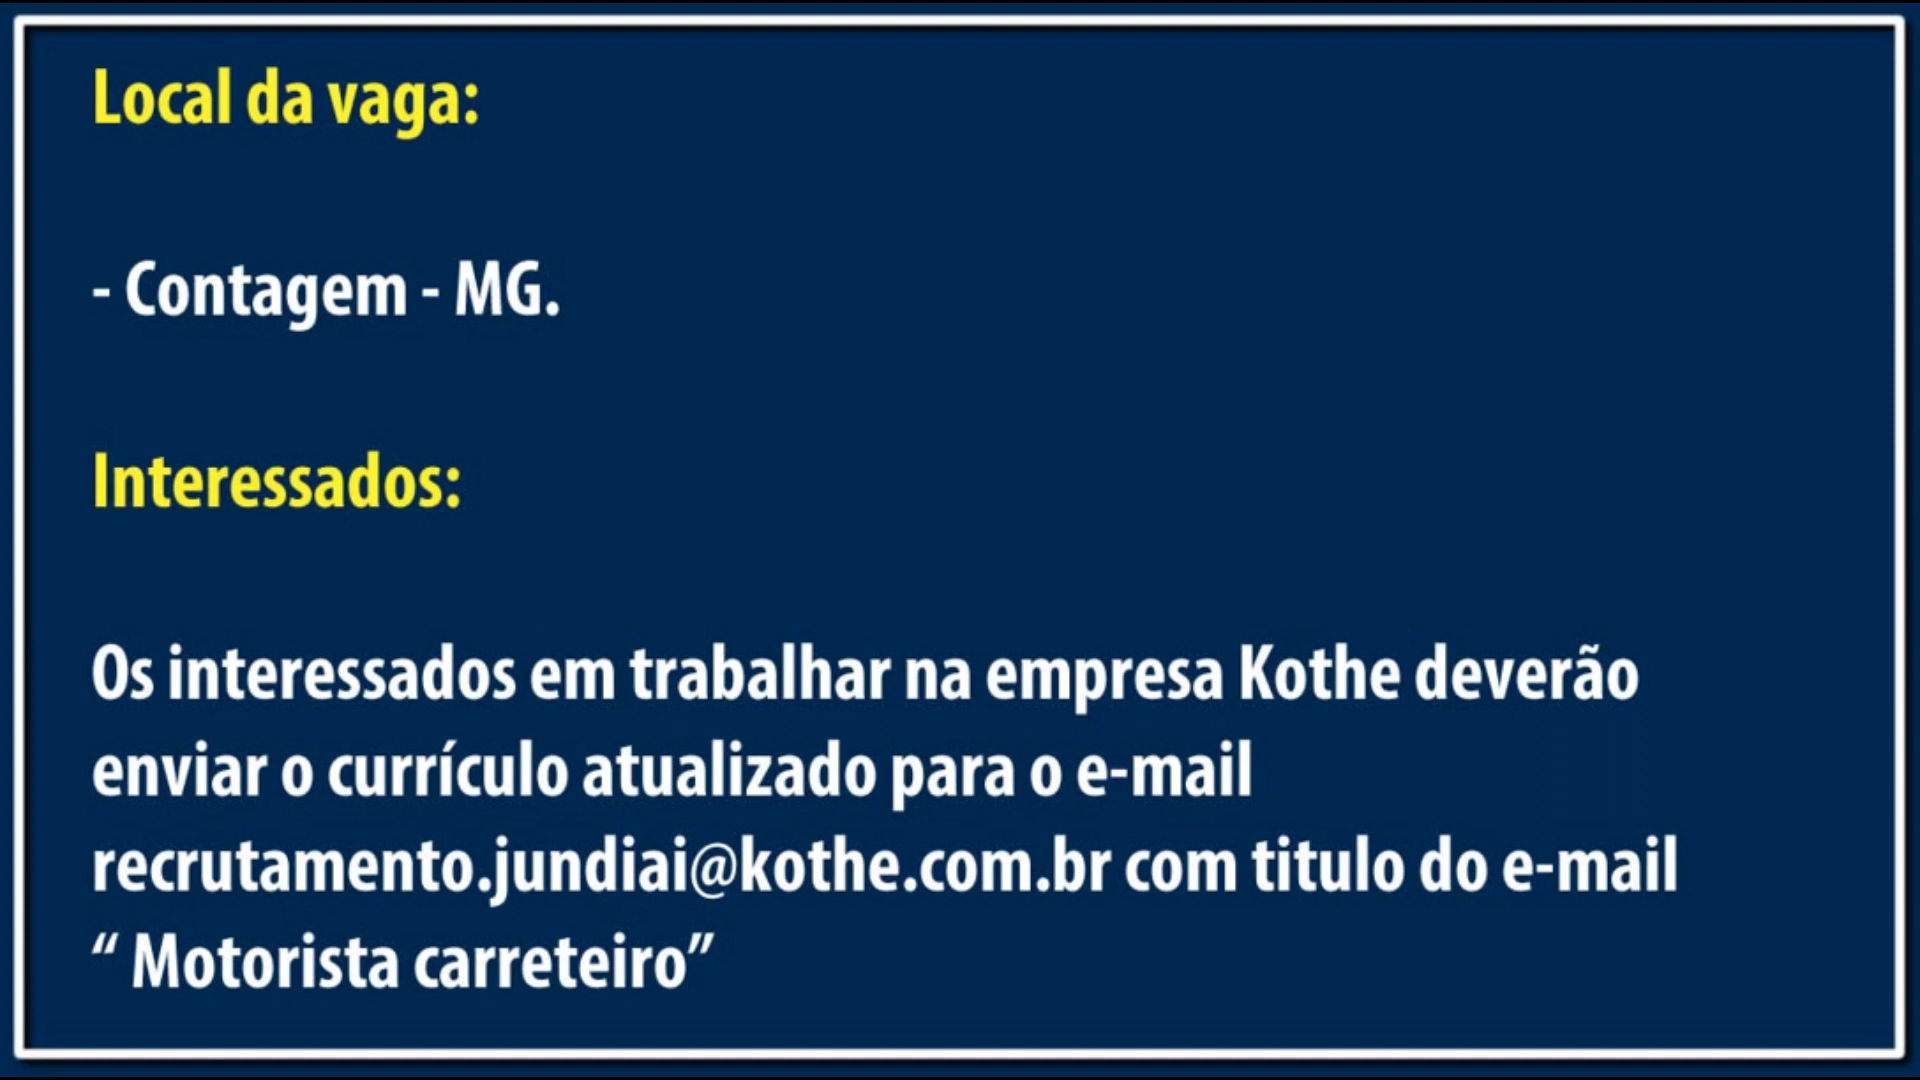 Local da vaga:
- Contagem - MG.
Interessados:
Os interessados em trabalhar na empresa Kothe deverão
enviar o currículo atualizado para o e-mail
recrutamento.jundiai@kothe.com.br com titulo do e-mail
“ Motorista carreteiro”